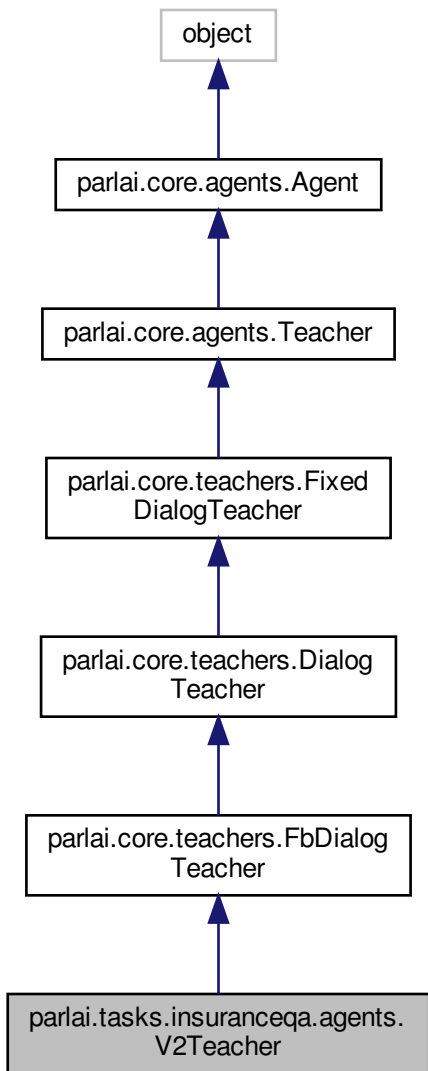 object
parlai.core.agents.Agent
parlai.core.agents.Teacher
parlai.core.teachers.Fixed
DialogTeacher
parlai.core.teachers.Dialog
Teacher
parlai.core.teachers.FbDialog
Teacher
parlai.tasks.insuranceqa.agents.
V2Teacher